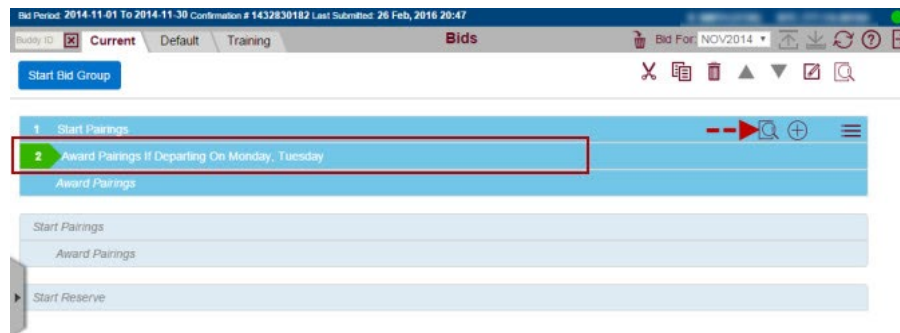 Bid Period: 2014-11-01 To 2014-11-30 Confirmation # 1432830182 Last Submitted: 26 Feb, 2016 20:47
Buddy ID Current Default Training Bids Bid For: NOV2014
Start Bid Group
1 Start Pairings
2 Award Pairings If Departing On Monday, Tuesday
Award Pairings
Start Pairings
Award Pairings
Start Reserve